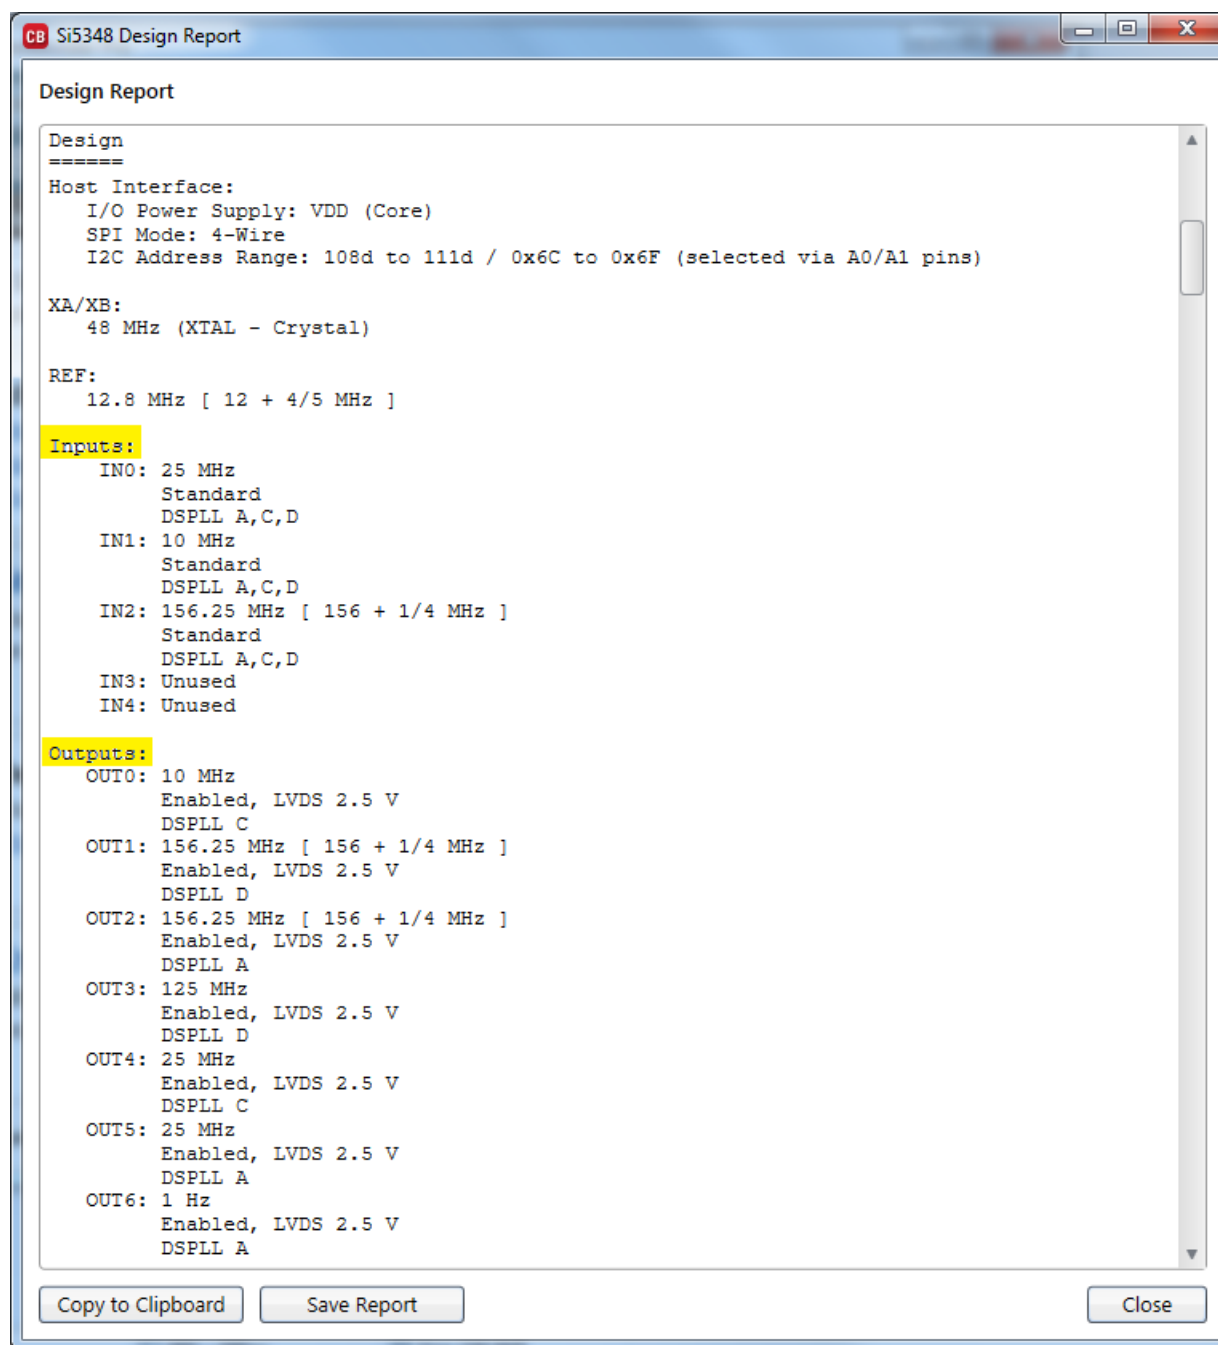 CB Si5348 Design Report
Design Report
Design
======
Host Interface:
I/O Power Supply: VDD (Core)
SPI Mode: 4-Wire
I2C Address Range: 108d to 111d / 0x6C to 0x6F (selected via A0/A1 pins)
XA/XB:
48 MHz (XTAL - Crystal)
REF:
12.8 MHz [ 12 + 4/5 MHz ]
Inputs:
IN0: 25 MHz
Standard
DSPLL A,C,D
IN1: 10 MHz
Standard
DSPLL A,C,D
IN2: 156.25 MHz [ 156 + 1/4 MHz ]
Standard
DSPLL A,C,D
IN3: Unused
IN4: Unused
Outputs:
OUT0: 10 MHz
Enabled, LVDS 2.5 V
DSPLL C
OUT1: 156.25 MHz [ 156 + 1/4 MHz ]
Enabled, LVDS 2.5 V
DSPLL D
OUT2: 156.25 MHz [ 156 + 1/4 MHz ]
Enabled, LVDS 2.5 V
DSPLL A
OUT3: 125 MHz
Enabled, LVDS 2.5 V
DSPLL D
OUT4: 25 MHz
Enabled, LVDS 2.5 V
DSPLL C
OUT5: 25 MHz
Enabled, LVDS 2.5 V
DSPLL A
OUT6: 1 Hz
Enabled, LVDS 2.5 V
DSPLL A
Copy to Clipboard Save Report Close